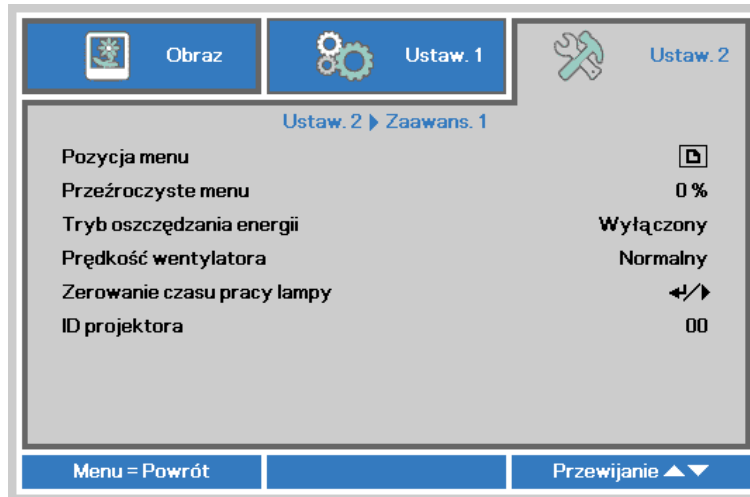 Obraz
Ustaw. 1
Ustaw. 2
Ustaw. 2 ▶ Zaawans. 1
Pozycja menu
Przeźroczyste menu 0 %
Tryb oszczędzania energii Wyłączony
Prędkość wentylatora Normalny
Zerowanie czasu pracy lampy ↵/▶
ID projektora 00
Menu = Powrót
Przewijanie ▲▼